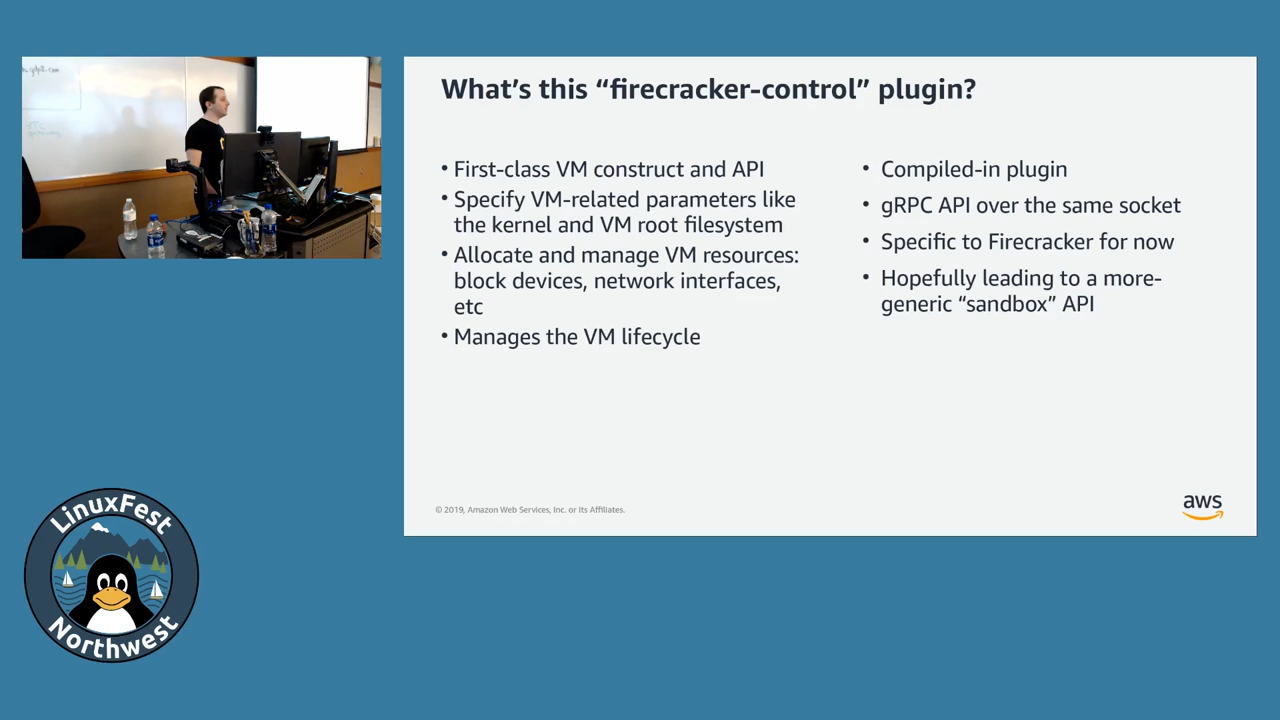 What's this “firecracker-control” plugin?
• First-class VM construct and API
• Specify VM-related parameters like
the kernel and VM root filesystem
• Allocate and manage VM resources:
block devices, network interfaces,
etc
• Manages the VM lifecycle
• Compiled-in plugin
• gRPC API over the same socket
• Specific to Firecracker for now
• Hopefully leading to a more-
generic “sandbox” API
© 2019, Amazon Web Services, Inc. or its Affiliates.
aws
LinuxFest
Northwest